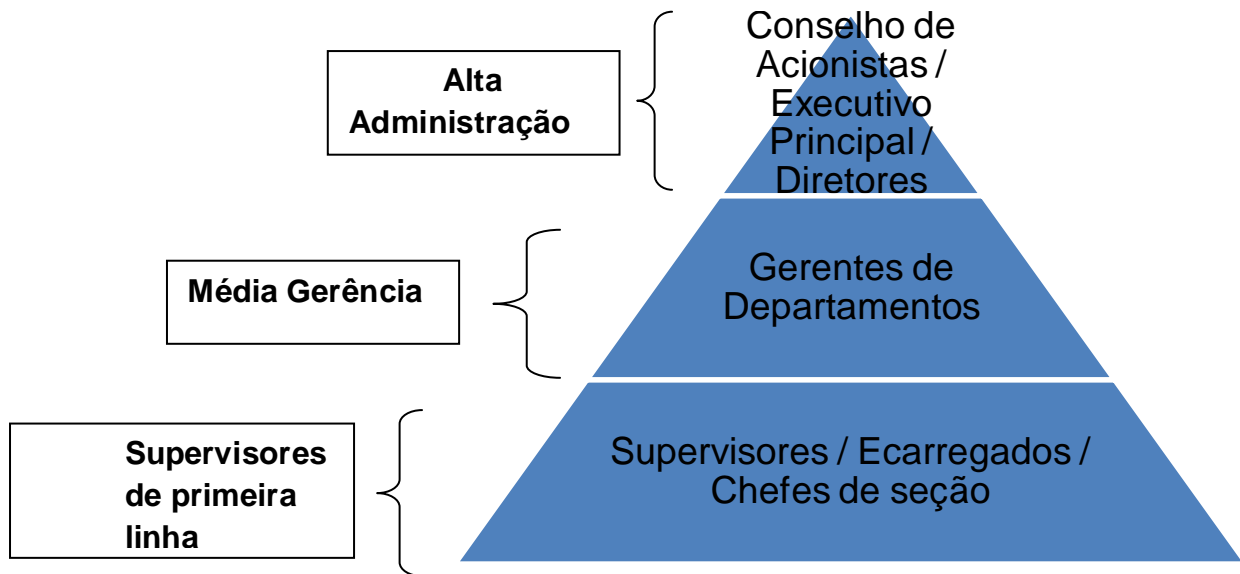 Alta
Administração
Conselho de
Acionistas /
Executivo
Principal /
Diretores
Média Gerência
Gerentes de
Departamentos
Supervisores
de primeira
linha
Supervisores / Ecarregados /
Chefes de seção